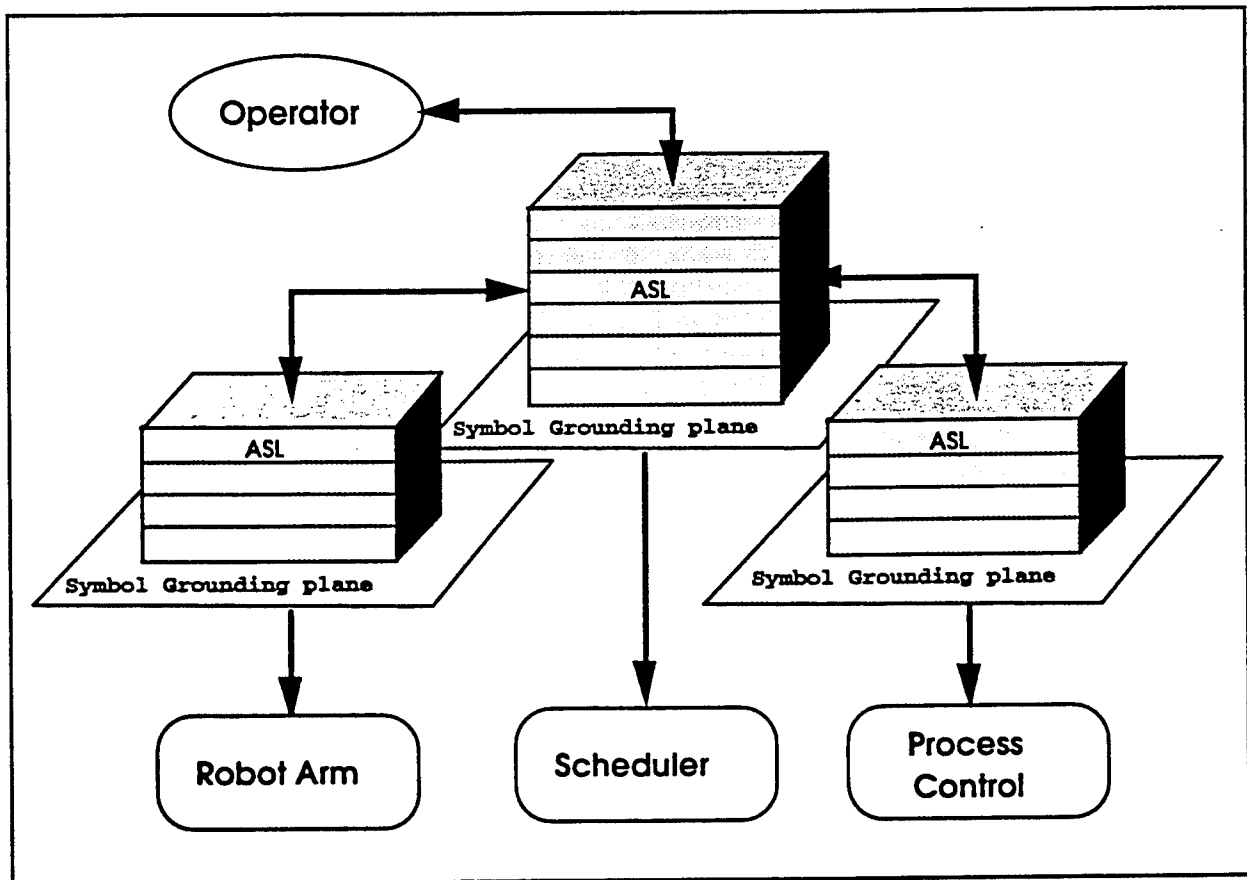 Operator
ASL
Symbol Grounding plane
ASL
Symbol Grounding plane
ASL
Symbol Grounding plane
Robot Arm
Scheduler
Process
Control